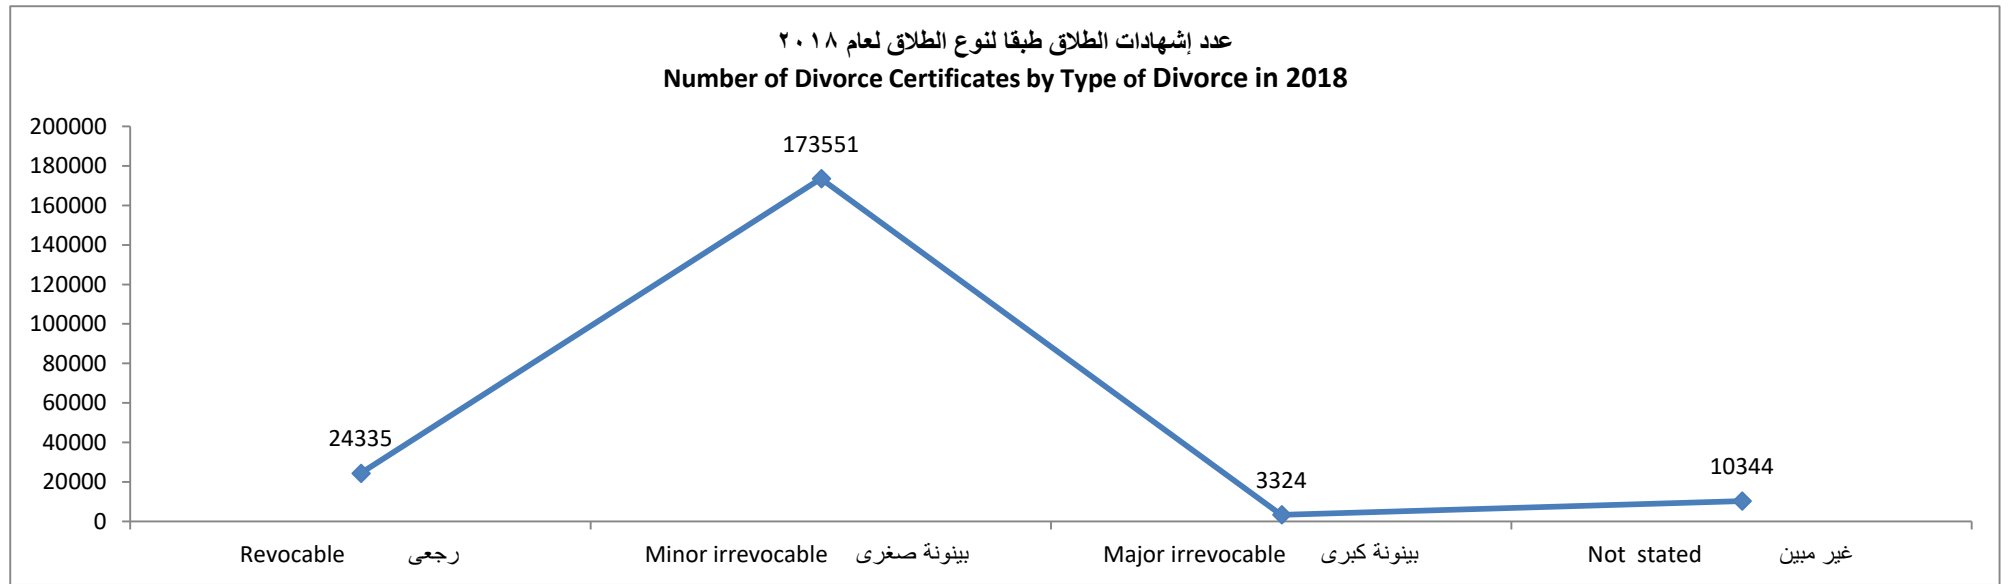 عدد إشهادات الطلاق طبقا لنوع الطلاق لعام ٢٠١٨
Number of Divorce Certificates by Type of Divorce in 2018
200000
180000
160000
140000
120000
100000
80000
60000
40000
20000
0
24335
173551
3324
10344
Revocable رجعى
Minor irrevocable بينونة صغرى
Major irrevocable بينونة كبرى
Not stated غير مبين